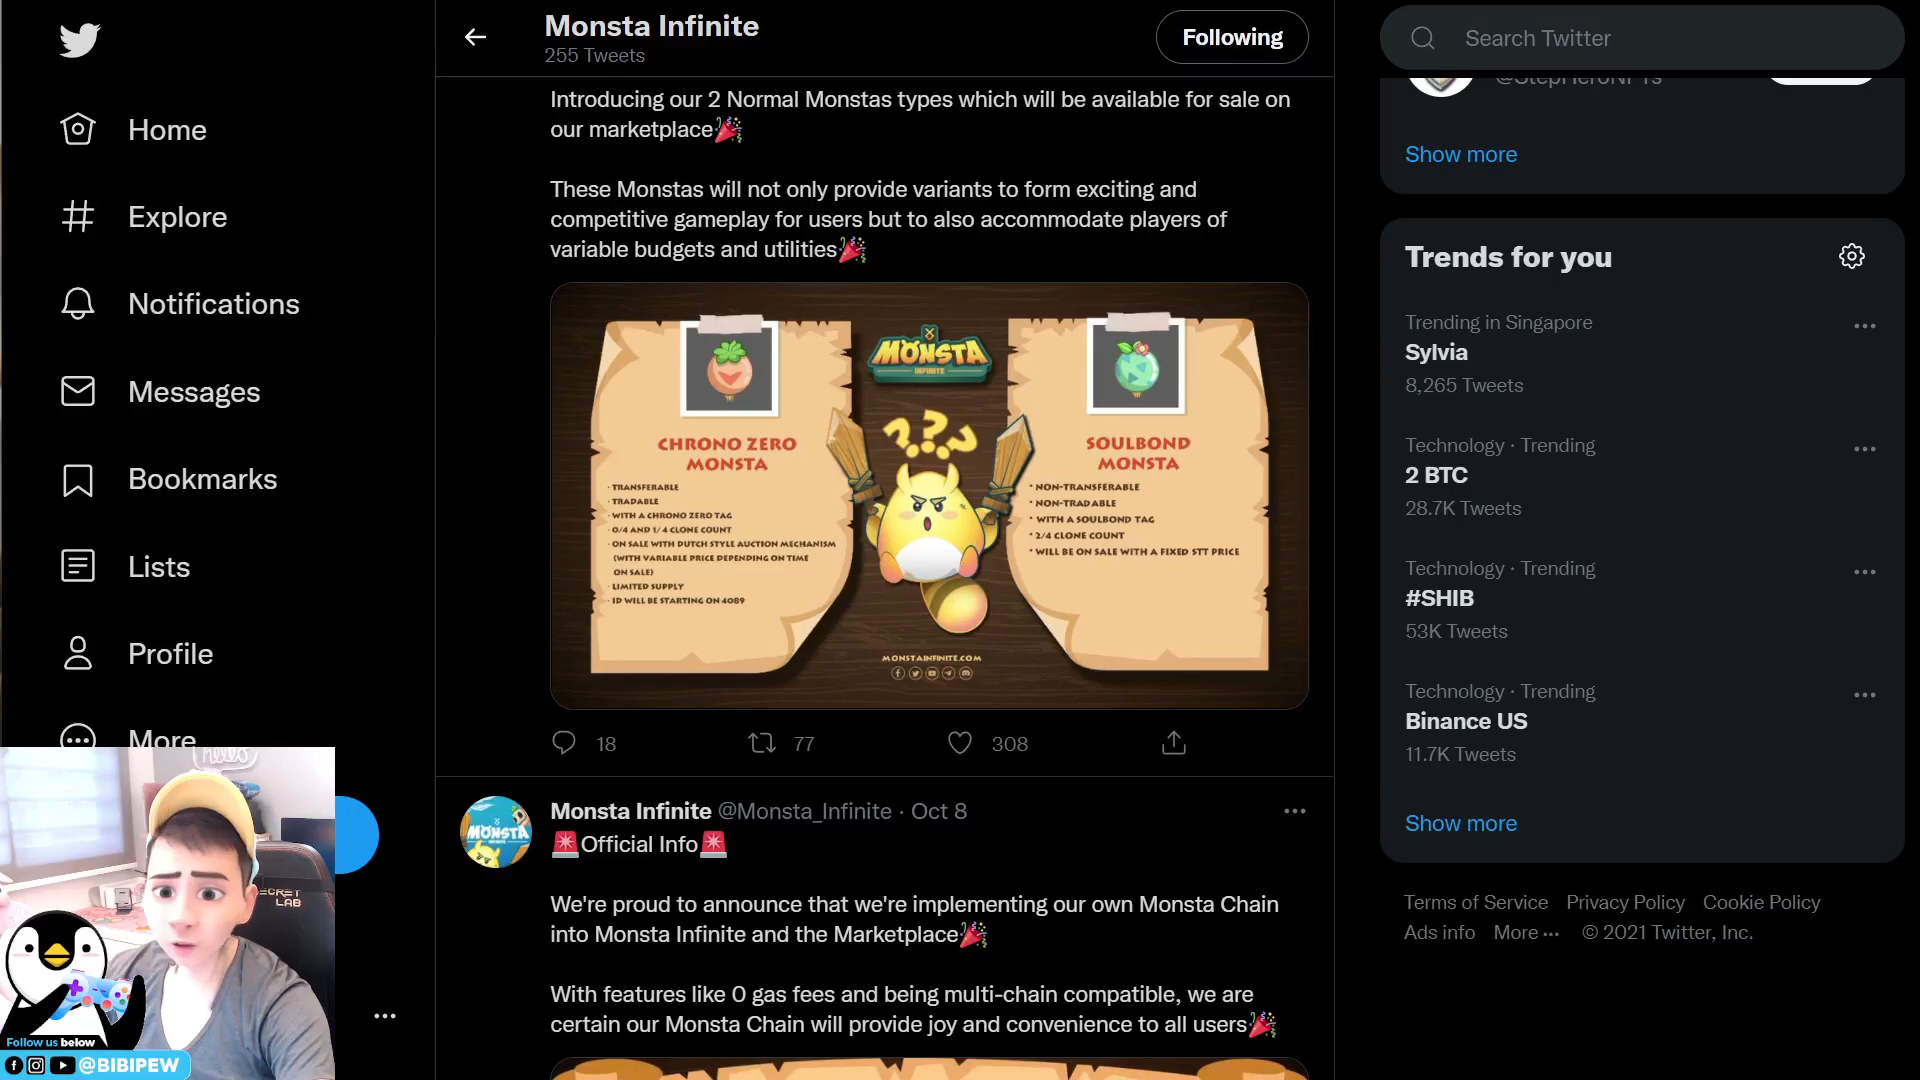 Home
Explore
Notifications
Messages
Bookmarks
Lists
Profile
More
hello
SECRET
LAB
Follow us below
@BIBIPEW
Monsta Infinite
255 Tweets
Following
Introducing our 2 Normal Monstas types which will be available for sale on
our marketplace🎉
These Monstas will not only provide variants to form exciting and
competitive gameplay for users but to also accommodate players of
variable budgets and utilities🎉
CHRONO ZERO
MONSTA
· TRANSFERABLE
· TRADABLE
· WITH A CHRONO ZERO TAG
· 0/4 AND 1/4 CLONE COUNT
· ON SALE WITH DUTCH STYLE AUCTION MECHANISM
(WITH VARIABLE PRICE DEPENDING ON TIME
ON SALE)
· LIMITED SUPPLY
· ID WILL BE STARTING ON 4089
MONSTA
INFINITE
???
MONSTAINFINITE.COM
SOULBOND
MONSTA
* NON-TRANSFERABLE
* NON-TRADABLE
* WITH A SOULBOND TAG
* 2/4 CLONE COUNT
* WILL BE ON SALE WITH A FIXED STT PRICE
18 77 308
MONSTA
Monsta Infinite @Monsta_Infinite · Oct 8
🚨Official Info🚨
We're proud to announce that we're implementing our own Monsta Chain
into Monsta Infinite and the Marketplace🎉
With features like 0 gas fees and being multi-chain compatible, we are
certain our Monsta Chain will provide joy and convenience to all users🎉
Search Twitter
@StepHeroNFTs
Show more
Trends for you
Trending in Singapore
Sylvia
8,265 Tweets
Technology · Trending
2 BTC
28.7K Tweets
Technology · Trending
#SHIB
53K Tweets
Technology · Trending
Binance US
11.7K Tweets
Show more
Terms of Service Privacy Policy Cookie Policy
Ads info More ··· © 2021 Twitter, Inc.